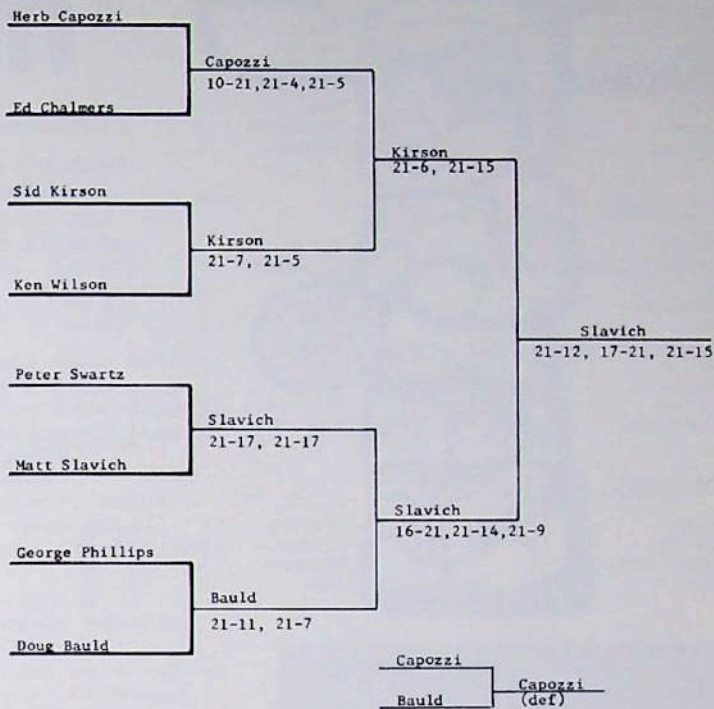 Herb Capozzi
Capozzi
10-21,21-4,21-5
Ed Chalmers
Kirson
21-6, 21-15
Sid Kirson
Kirson
21-7, 21-5
Ken Wilson
Slavich
21-12, 17-21, 21-15
Peter Swartz
Slavich
21-17, 21-17
Matt Slavich
Slavich
16-21,21-14,21-9
George Phillips
Bauld
21-11, 21-7
Doug Bauld
Capozzi
Capozzi
(def)
Bauld